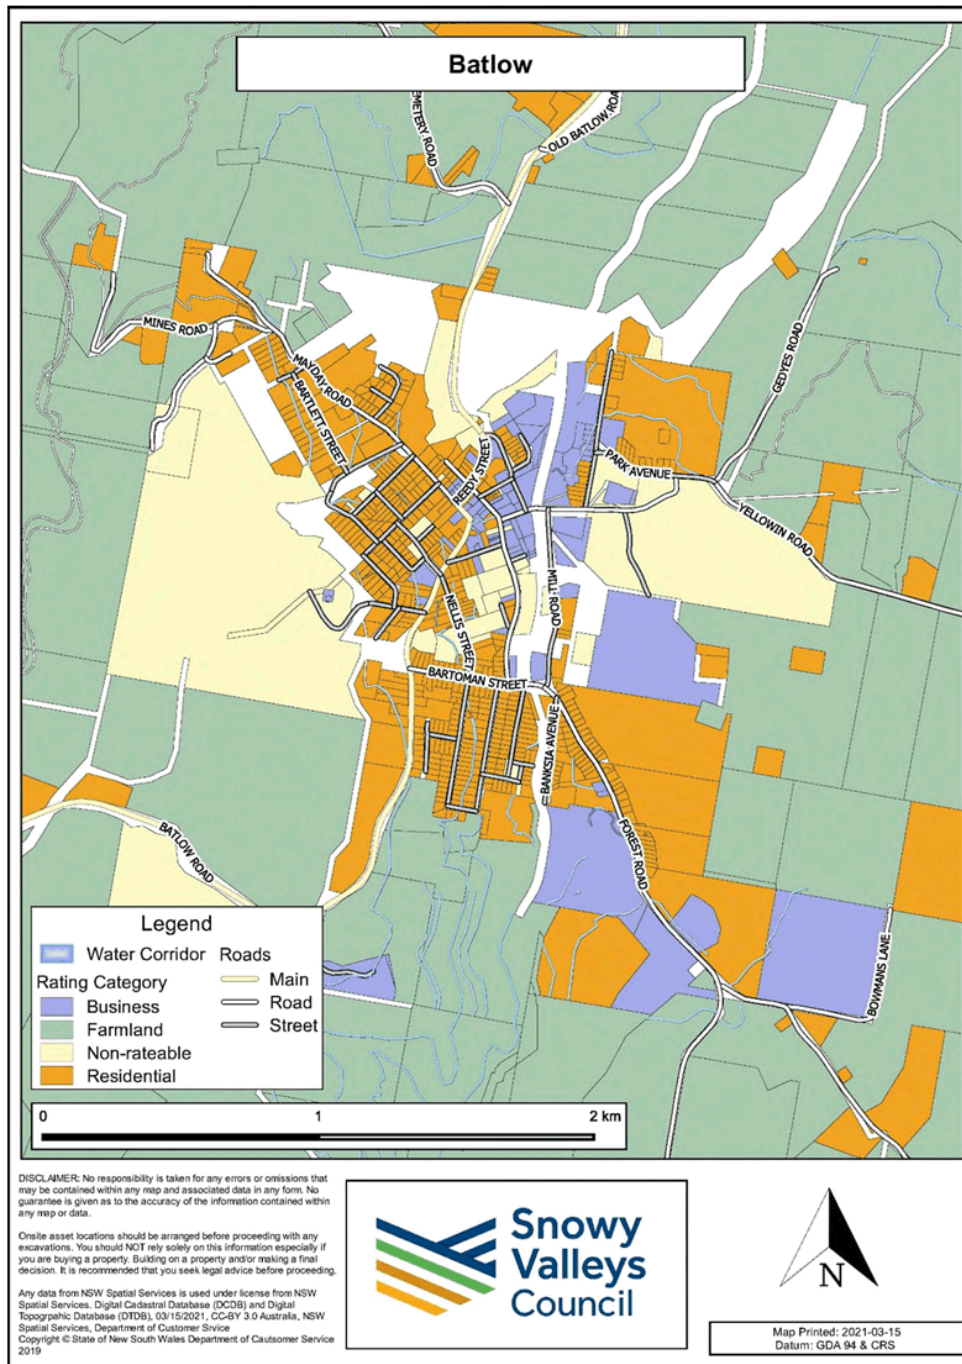 Batlow
EMETERY ROAD
OLD BATLOW ROA
MINES ROAD
MAYDAY ROAD
BARTLETT STREET
REEDY STREET
GEDYES ROAD
PARK AVENUE
YELLOWIN ROAD
MILL ROAD
NELLIS STREET
BARTOMAN STREET
BANKSIA AVENUE
FOREST ROAD
BATLOW ROAD
BOWMANS LANE
Legend
Water Corridor
Rating Category
Business
Farmland
Non-rateable
Residential
Roads
Main
Road
Street
0 1 2 km
DISCLAIMER: No responsibility is taken for any errors or omissions that
may be contained within any map and associated data in any form. No
guarantee is given as to the accuracy of the information contained within
any map or data.
Onsite asset locations should be arranged before proceeding with any
excavations. You should NOT rely solely on this information especially if
you are buying a property. Building on a property and/or making a final
decision. It is recommended that you seek legal advice before proceeding.
Any data from NSW Spatial Services is used under license from NSW
Spatial Services. Digital Cadastral Database (DCDB) and Digital
Topogrpahic Database (DTDB), 03/15/2021, CC-BY 3.0 Australia, NSW
Spatial Services, Department of Customer Srvice
Copyright © State of New South Wales Department of Cautsomer Service
2019
Snowy
Valleys
Council
N
Map Printed: 2021-03-15
Datum: GDA 94 & CRS